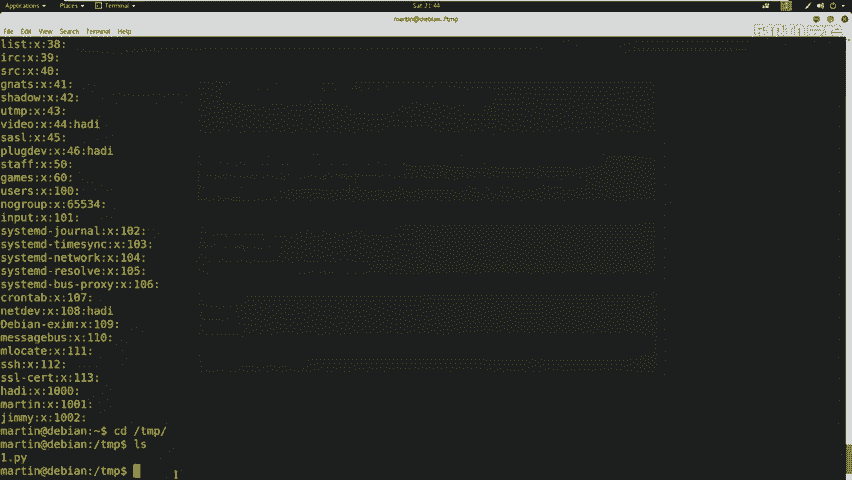 Applications Places Terminal Sat 21:44
martin@debian: /tmp
File Edit View Search Terminal Help
list:x:38:
irc:x:39:
src:x:40:
gnats:x:41:
shadow:x:42:
utmp:x:43:
video:x:44:hadi
sasl:x:45:
plugdev:x:46:hadi
staff:x:50:
games:x:60:
users:x:100:
nogroup:x:65534:
input:x:101:
systemd-journal:x:102:
systemd-timesync:x:103:
systemd-network:x:104:
systemd-resolve:x:105:
systemd-bus-proxy:x:106:
crontab:x:107:
netdev:x:108:hadi
Debian-exim:x:109:
messagebus:x:110:
mlocate:x:111:
ssh:x:112:
ssl-cert:x:113:
hadi:x:1000:
martin:x:1001:
jimmy:x:1002:
martin@debian:~$ cd /tmp/
martin@debian:/tmp$ ls
1.py
martin@debian:/tmp$